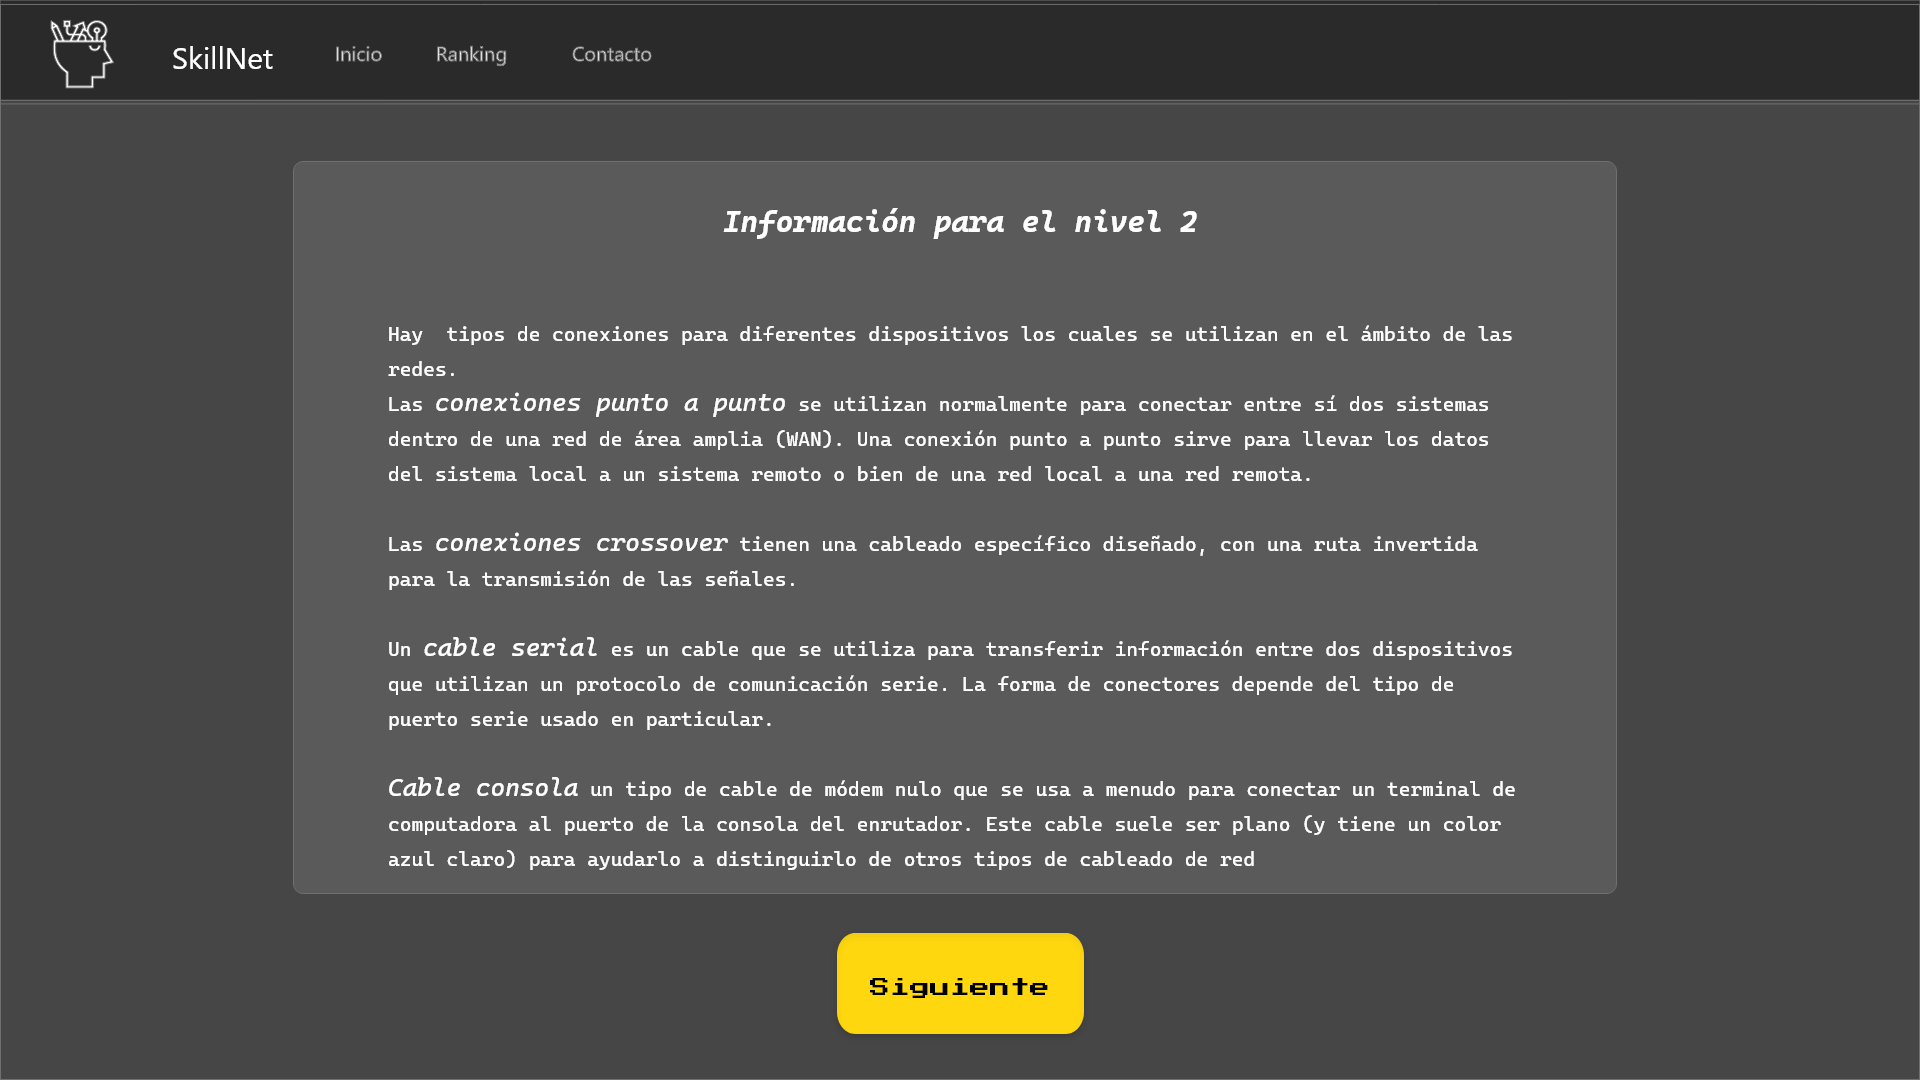 SkillNet Inicio Ranking Contacto
Información para el nivel 2
Hay  tipos de conexiones para diferentes dispositivos los cuales se utilizan en el ámbito de las
redes.
Las conexiones punto a punto se utilizan normalmente para conectar entre sí dos sistemas
dentro de una red de área amplia (WAN). Una conexión punto a punto sirve para llevar los datos
del sistema local a un sistema remoto o bien de una red local a una red remota.
Las conexiones crossover tienen una cableado específico diseñado, con una ruta invertida
para la transmisión de las señales.
Un cable serial es un cable que se utiliza para transferir información entre dos dispositivos
que utilizan un protocolo de comunicación serie. La forma de conectores depende del tipo de
puerto serie usado en particular.
Cable consola un tipo de cable de módem nulo que se usa a menudo para conectar un terminal de
computadora al puerto de la consola del enrutador. Este cable suele ser plano (y tiene un color
azul claro) para ayudarlo a distinguirlo de otros tipos de cableado de red
Siguiente